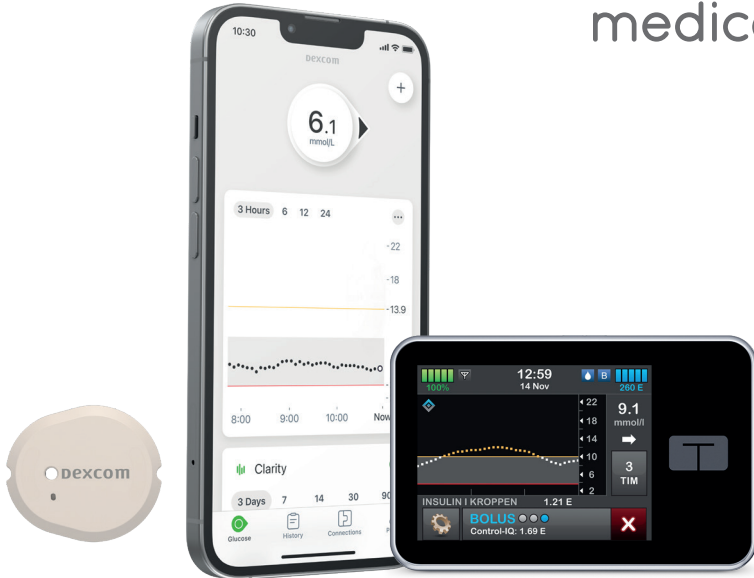 medic
10:30
Dexcom
+
6.1
mmol/L
3 Hours 6 12 24
22
18
13.9
8:00 9:00 10:00 Now
Clarity
3 Days 7 14 30 90
Glucose History Connections
DEXCOM
12:59
14 Nov
100%
B
260 E
22
18
14
10
6
2
9.1
mmol/l
3
TIM
INSULIN I KROPPEN 1.21 E
BOLUS
Control-IQ: 1.69 E
X
T